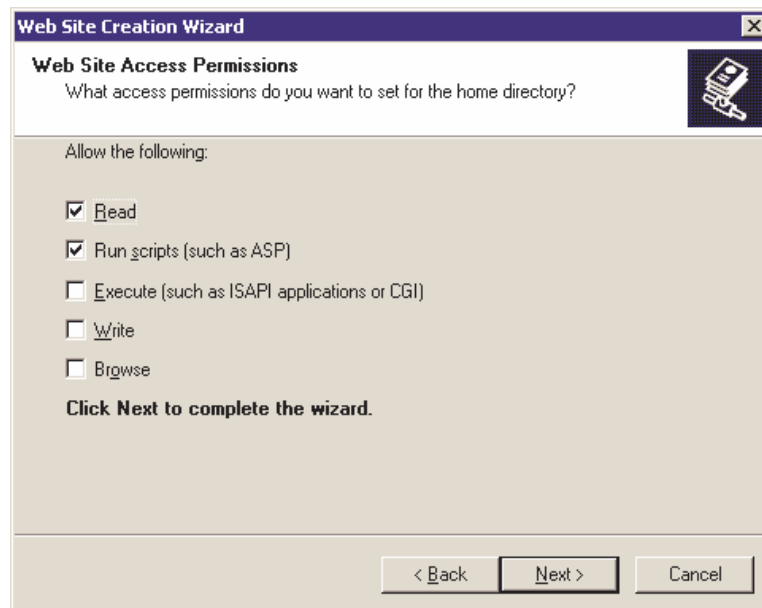 Web Site Creation Wizard
Web Site Access Permissions
What access permissions do you want to set for the home directory?
Allow the following:
Read
Run scripts (such as ASP)
Execute (such as ISAPI applications or CGI)
Write
Browse
Click Next to complete the wizard.
< Back Next > Cancel